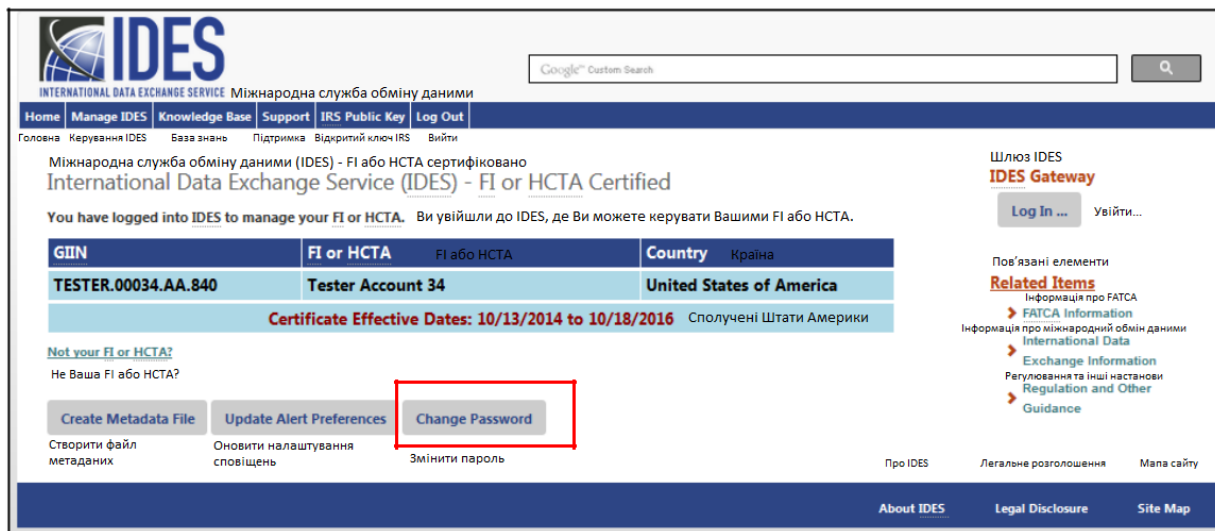 IDES
Google™ Custom Search
INTERNATIONAL DATA EXCHANGE SERVICE Міжнародна служба обміну даними
Home Manage IDES Knowledge Base Support IRS Public Key Log Out
Головна Керування IDES База знань Підтримка Відкритий ключ IRS Вийти
Міжнародна служба обміну даними (IDES) - FI або HCTA сертифіковано
International Data Exchange Service (IDES) - FI or HCTA Certified
You have logged into IDES to manage your FI or HCTA. Ви увійшли до IDES, де Ви можете керувати Вашими FI або HCTA.
GIIN FI or HCTA FI або HCTA Country Країна
TESTER.00034.AA.840 Tester Account 34 United States of America
Certificate Effective Dates: 10/13/2014 to 10/18/2016 Сполучені Штати Америки
Not your FI or HCTA?
Не Ваша FI або HCTA?
Create Metadata File Update Alert Preferences Change Password
Створити файл
метаданих
Оновити налаштування
сповіщень
Змінити пароль
Шлюз IDES
IDES Gateway
Log In ... Увійти...
Пов'язані елементи
Related Items
Інформація про FATCA
FATCA Information
Інформація про міжнародний обмін даними
International Data
Exchange Information
Регулювання та інші настанови
Regulation and Other
Guidance
Про IDES Легальне розголошення Мапа сайту
About IDES Legal Disclosure Site Map